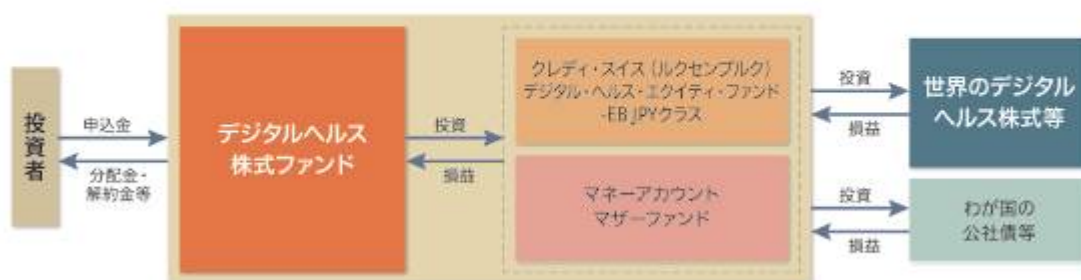 投資者
申込金
分配金・
解約金等
デジタルヘルス
株式ファンド
投資
損益
クレディ・スイス（ルクセンブルク）
デジタル・ヘルス・エクイティ・ファンド
-EB JPYクラス
マネーアカウント
マザーファンド
投資
損益
世界のデジタル
ヘルス株式等
投資
損益
わが国の
公社債等